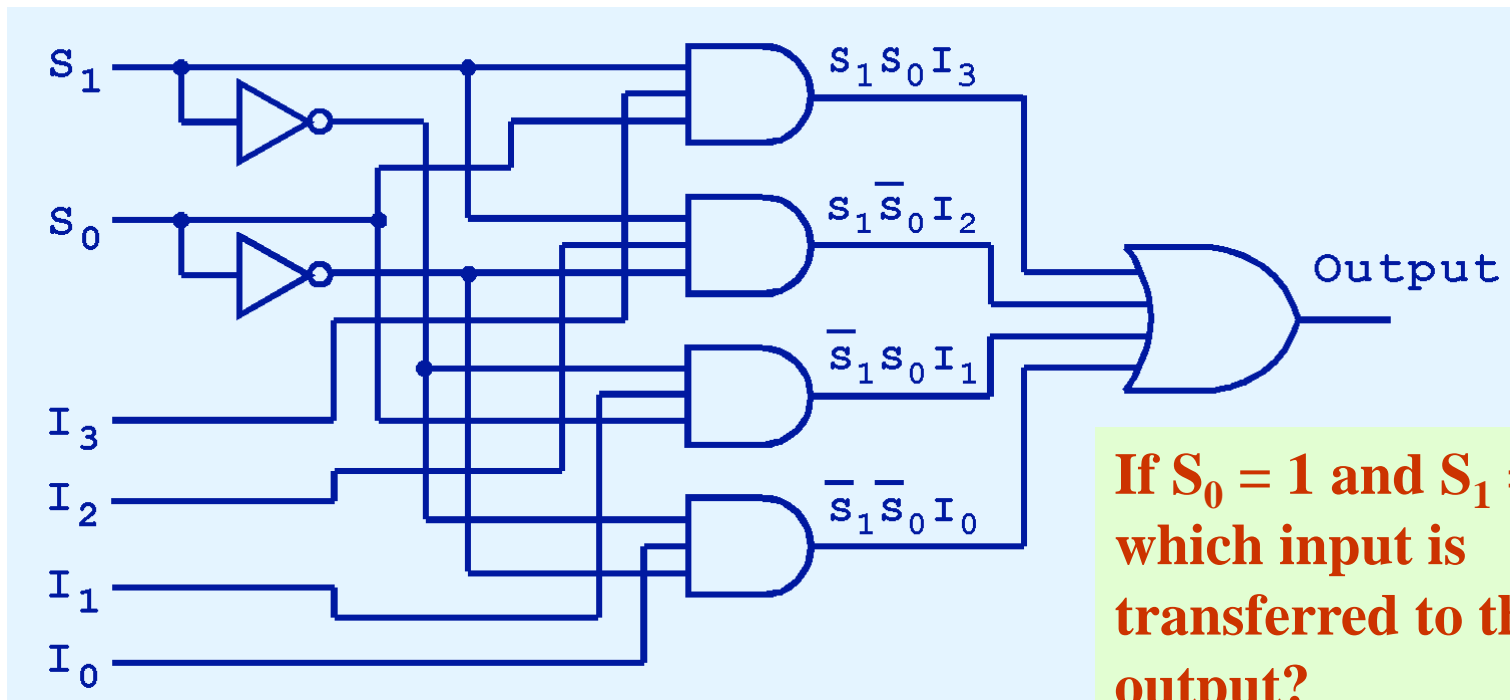 S₁
S₀
I₃
I₂
I₁
I₀
S₁S₀I₃
S₁S̅₀I₂
S̅₁S₀I₁
S̅₁S̅₀I₀
Output
If S₀ = 1 and S₁
which input is
transferred to
output?